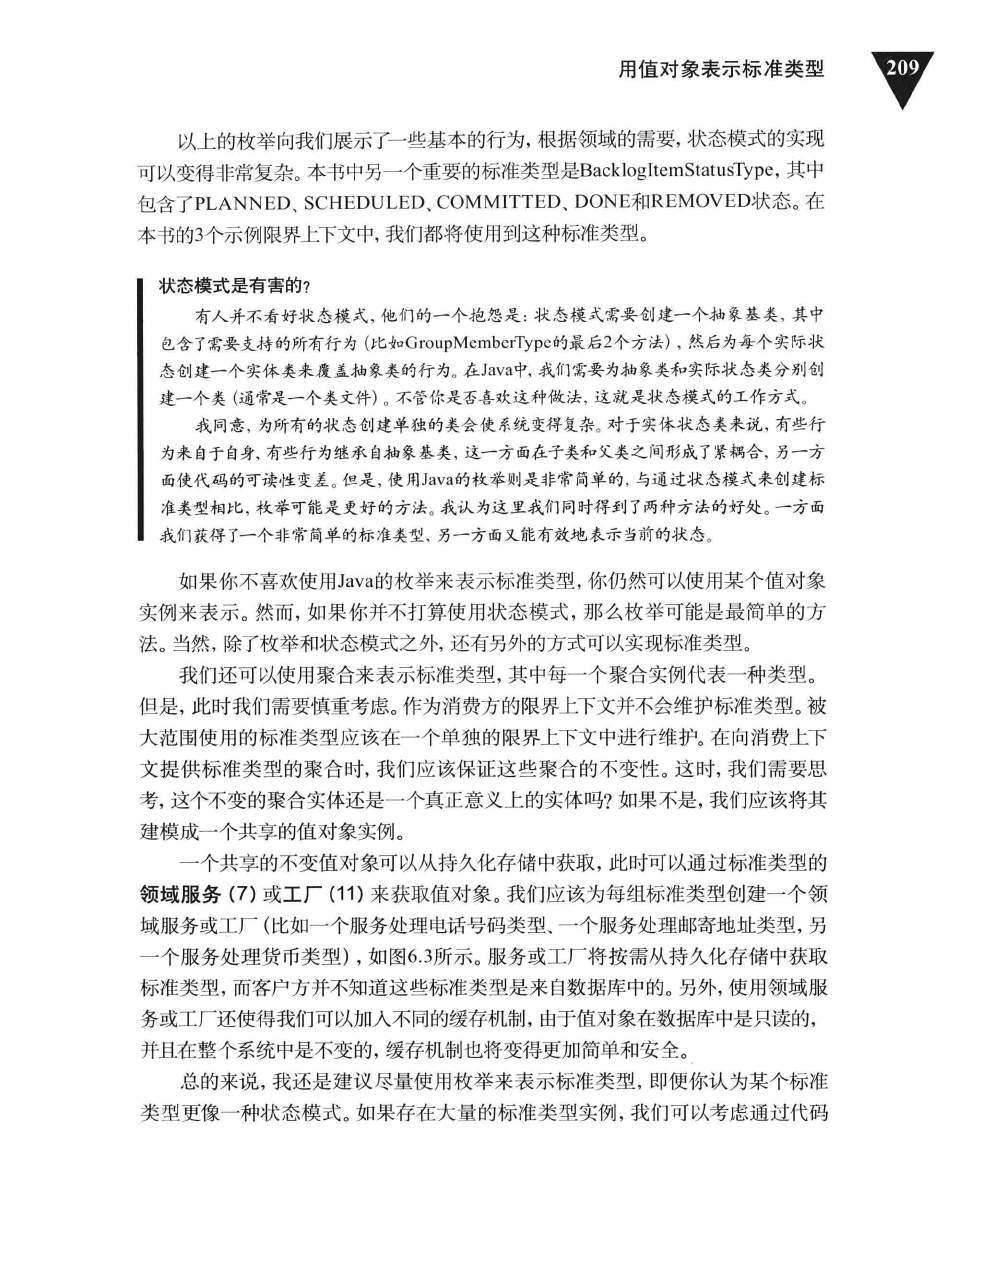 用值对象表示标准类型
209
以上的枚举向我们展示了一些基本的行为，根据领域的需要，状态模式的实现
可以变得非常复杂。本书中另一个重要的标准类型是BacklogItemStatusType，其中
包含了PLANNED、SCHEDULED、COMMITTED、DONE和REMOVED状态。在
本书的3个示例限界上下文中，我们都将使用到这种标准类型。
状态模式是有害的？
有人并不看好状态模式，他们的一个抱怨是：状态模式需要创建一个抽象基类，其中
包含了需要支持的所有行为（比如GroupMemberType的最后2个方法），然后为每个实际状
态创建一个实体类来覆盖抽象类的行为。在Java中，我们需要为抽象类和实际状态类分别创
建一个类（通常是一个类文件）。不管你是否喜欢这种做法，这就是状态模式的工作方式。
我同意，为所有的状态创建单独的类会使系统变得复杂。对于实体状态类来说，有些行
为来自于自身，有些行为继承自抽象基类，这一方面在子类和父类之间形成了紧耦合，另一方
面使代码的可读性变差。但是，使用Java的枚举则是非常简单的，与通过状态模式来创建标
准类型相比，枚举可能是更好的方法。我认为这里我们同时得到了两种方法的好处。一方面
我们获得了一个非常简单的标准类型，另一方面又能有效地表示当前的状态。
如果你不喜欢使用Java的枚举来表示标准类型，你仍然可以使用某个值对象
实例来表示。然而，如果你并不打算使用状态模式，那么枚举可能是最简单的方
法。当然，除了枚举和状态模式之外，还有另外的方式可以实现标准类型。
我们还可以使用聚合来表示标准类型，其中每一个聚合实例代表一种类型。
但是，此时我们需要慎重考虑。作为消费方的限界上下文并不会维护标准类型。被
大范围使用的标准类型应该在一个单独的限界上下文中进行维护。在向消费上下
文提供标准类型的聚合时，我们应该保证这些聚合的不变性。这时，我们需要思
考，这个不变的聚合实体还是一个真正意义上的实体吗？如果不是，我们应该将其
建模成一个共享的值对象实例。
一个共享的不变值对象可以从持久化存储中获取，此时可以通过标准类型的
领域服务（7）或工厂（11）来获取值对象。我们应该为每组标准类型创建一个领
域服务或工厂（比如一个服务处理电话号码类型、一个服务处理邮寄地址类型，另
一个服务处理货币类型），如图6.3所示。服务或工厂将按需从持久化存储中获取
标准类型，而客户方并不知道这些标准类型是来自数据库中的。另外，使用领域服
务或工厂还使得我们可以加入不同的缓存机制，由于值对象在数据库中是只读的，
并且在整个系统中是不变的，缓存机制也将变得更加简单和安全。
总的来说，我还是建议尽量使用枚举来表示标准类型，即便你认为某个标准
类型更像一种状态模式。如果存在大量的标准类型实例，我们可以考虑通过代码